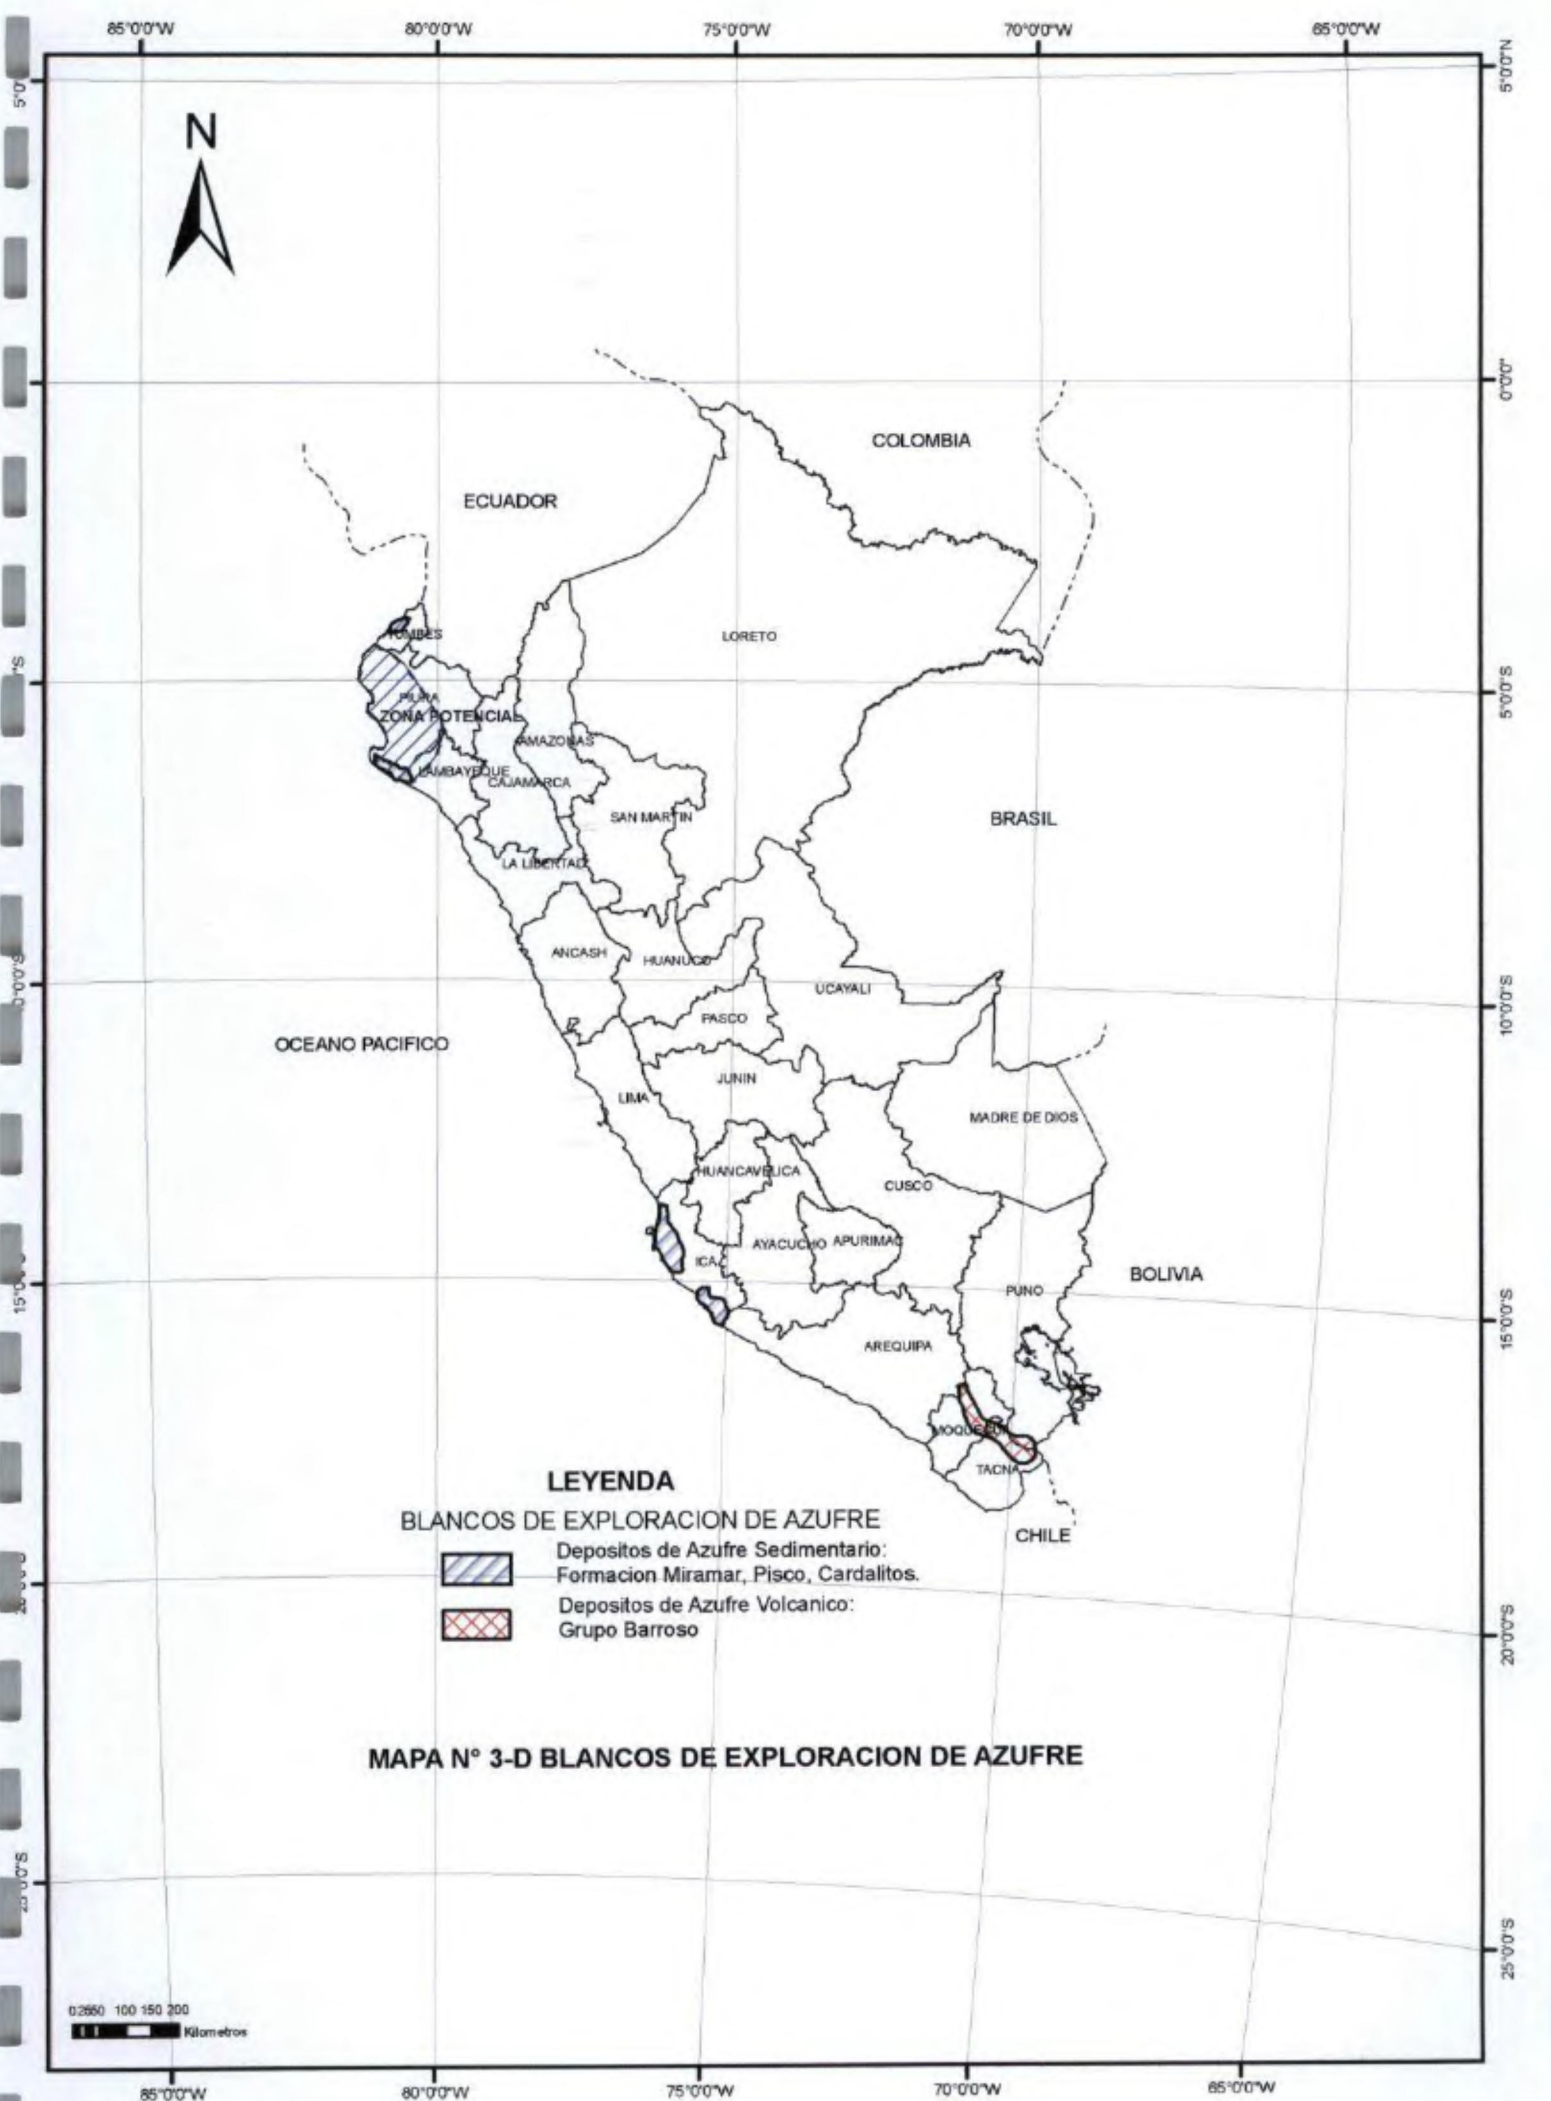 85°0'0"W 80°0'0"W 75°0'0"W 70°0'0"W 65°0'0"W
5°0'0"N
N
0°0'0"
COLOMBIA
ECUADOR
TUMBES
LORETO
PIURA
5°0'0"S
ZONA POTENCIAL
AMAZONAS
LAMBAYEQUE
CAJAMARCA
SAN MARTIN
BRASIL
LA LIBERTAD
ANCASH
HUANUCO
UCAYALI
10°0'0"S
PASCO
OCEANO PACIFICO
JUNIN
LIMA
MADRE DE DIOS
HUANCAVELICA
CUSCO
AYACUCHO
APURIMAC
ICA
BOLIVIA
PUNO
15°0'0"S
AREQUIPA
MOQUEGUA
TACNA
LEYENDA
BLANCOS DE EXPLORACION DE AZUFRE
CHILE
Depositos de Azufre Sedimentario:
Formacion Miramar, Pisco, Cardalitos.
Depositos de Azufre Volcanico:
Grupo Barroso
20°0'0"S
MAPA N° 3-D BLANCOS DE EXPLORACION DE AZUFRE
25°0'0"S
100 150 200
Kilometros
85°0'0"W 80°0'0"W 75°0'0"W 70°0'0"W 65°0'0"W